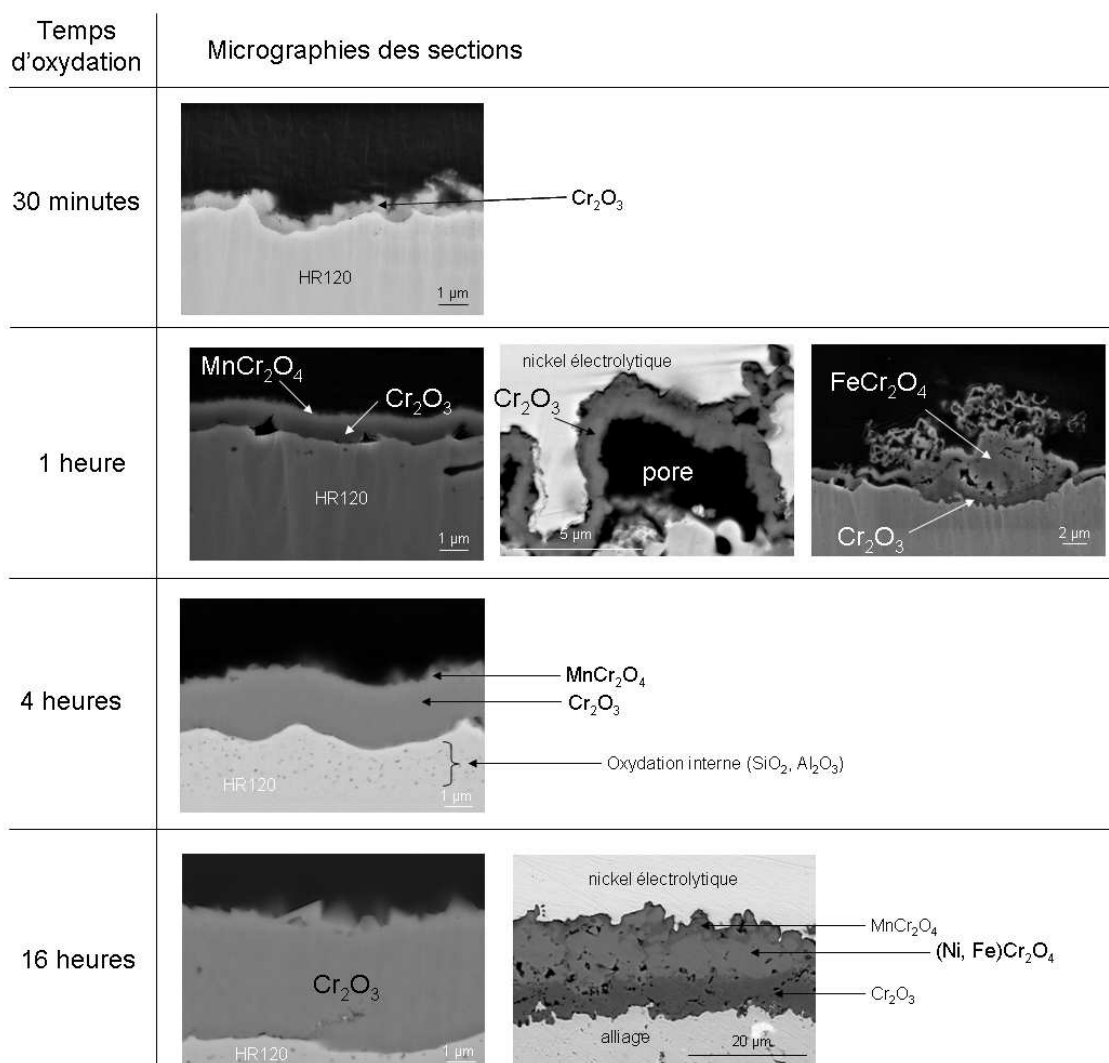 Temps
d'oxydation
Micrographies des sections
30 minutes
Cr₂O₃
HR120
1 µm
1 heure
MnCr₂O₄
Cr₂O₃
HR120
1 µm
nickel électrolytique
Cr₂O₃
pore
5 µm
FeCr₂O₄
Cr₂O₃
2 µm
4 heures
MnCr₂O₄
Cr₂O₃
Oxydation interne (SiO₂, Al₂O₃)
HR120
1 µm
16 heures
Cr₂O₃
HR120
1 µm
nickel électrolytique
MnCr₂O₄
(Ni, Fe)Cr₂O₄
Cr₂O₃
alliage
20 µm